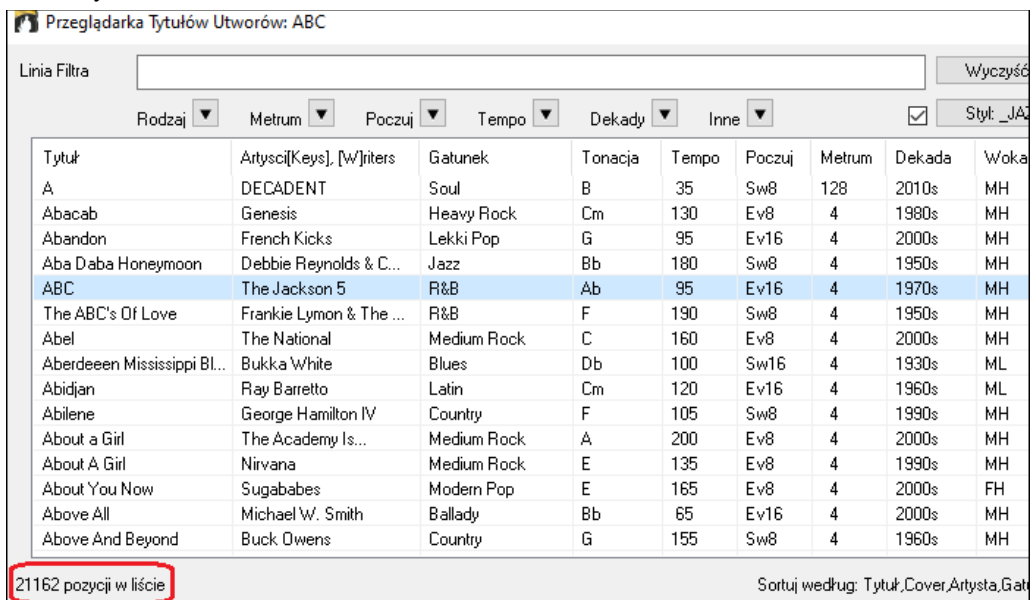 Przeglądarka Tytułów Utworów: ABC
Linia Filtra Wyczyść
Rodzaj ▼ Metrum ▼ Poczuj ▼ Tempo ▼ Dekady ▼ Inne ▼ Styl: _JAZ
Tytuł Artysci[Keys], [W]riters Gatunek Tonacja Tempo Poczuj Metrum Dekada Woka
A DECADENT Soul B 35 Sw8 128 2010s MH
Abacab Genesis Heavy Rock Cm 130 Ev8 4 1980s MH
Abandon French Kicks Lekki Pop G 95 Ev16 4 2000s MH
Aba Daba Honeymoon Debbie Reynolds & C... Jazz Bb 180 Sw8 4 1950s MH
ABC The Jackson 5 R&B Ab 95 Ev16 4 1970s MH
The ABC's Of Love Frankie Lymon & The ... R&B F 190 Sw8 4 1950s MH
Abel The National Medium Rock C 160 Ev8 4 2000s MH
Aberdeeen Mississippi Bl... Bukka White Blues Db 100 Sw16 4 1930s ML
Abidjan Ray Barretto Latin Cm 120 Ev16 4 1960s ML
Abilene George Hamilton IV Country F 105 Sw8 4 1990s MH
About a Girl The Academy Is... Medium Rock A 200 Ev8 4 2000s MH
About A Girl Nirvana Medium Rock E 135 Ev8 4 1990s MH
About You Now Sugababes Modern Pop E 165 Ev8 4 2000s FH
Above All Michael W. Smith Ballady Bb 65 Ev16 4 2000s MH
Above And Beyond Buck Owens Country G 155 Sw8 4 1960s MH
21162 pozycji w liście Sortuj według: Tytuł,Cover,Artysta,Gatu